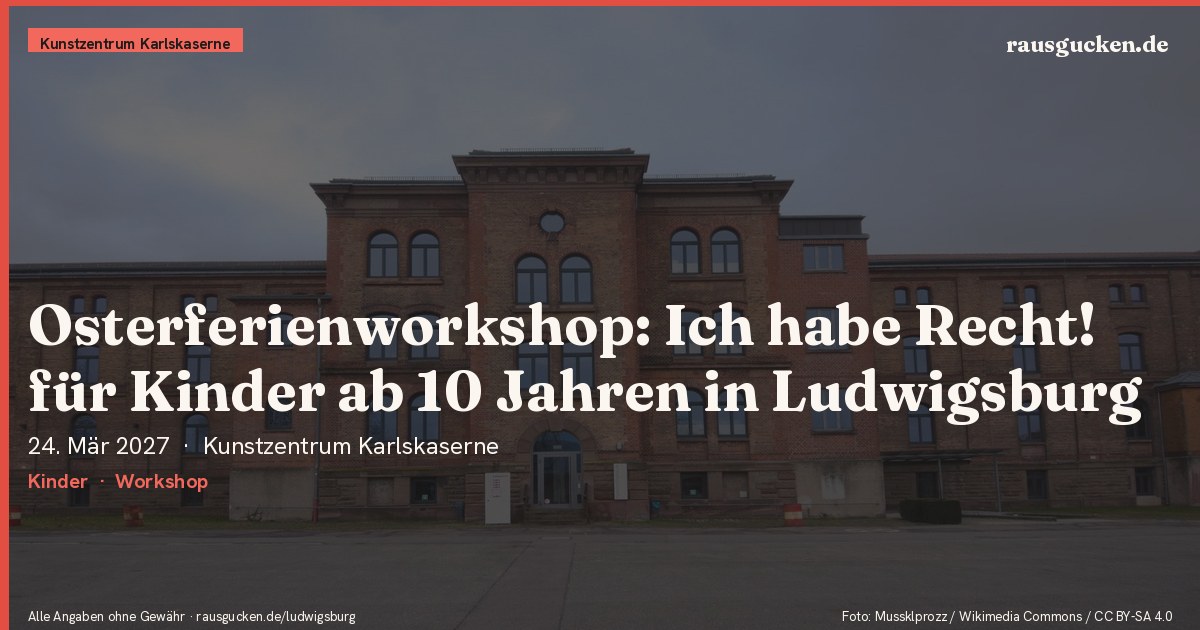 Kunstzentrum Karlskaserne
rausgucken.de
Osterferienworkshop: Ich habe Recht!
für Kinder ab 10 Jahren in Ludwigsburg
24. Mär 2027 · Kunstzentrum Karlskaserne
Kinder · Workshop
Alle Angaben ohne Gewähr · rausgucken.de/ludwigsburg
Foto: Mussklprozz / Wikimedia Commons / CC BY-SA 4.0